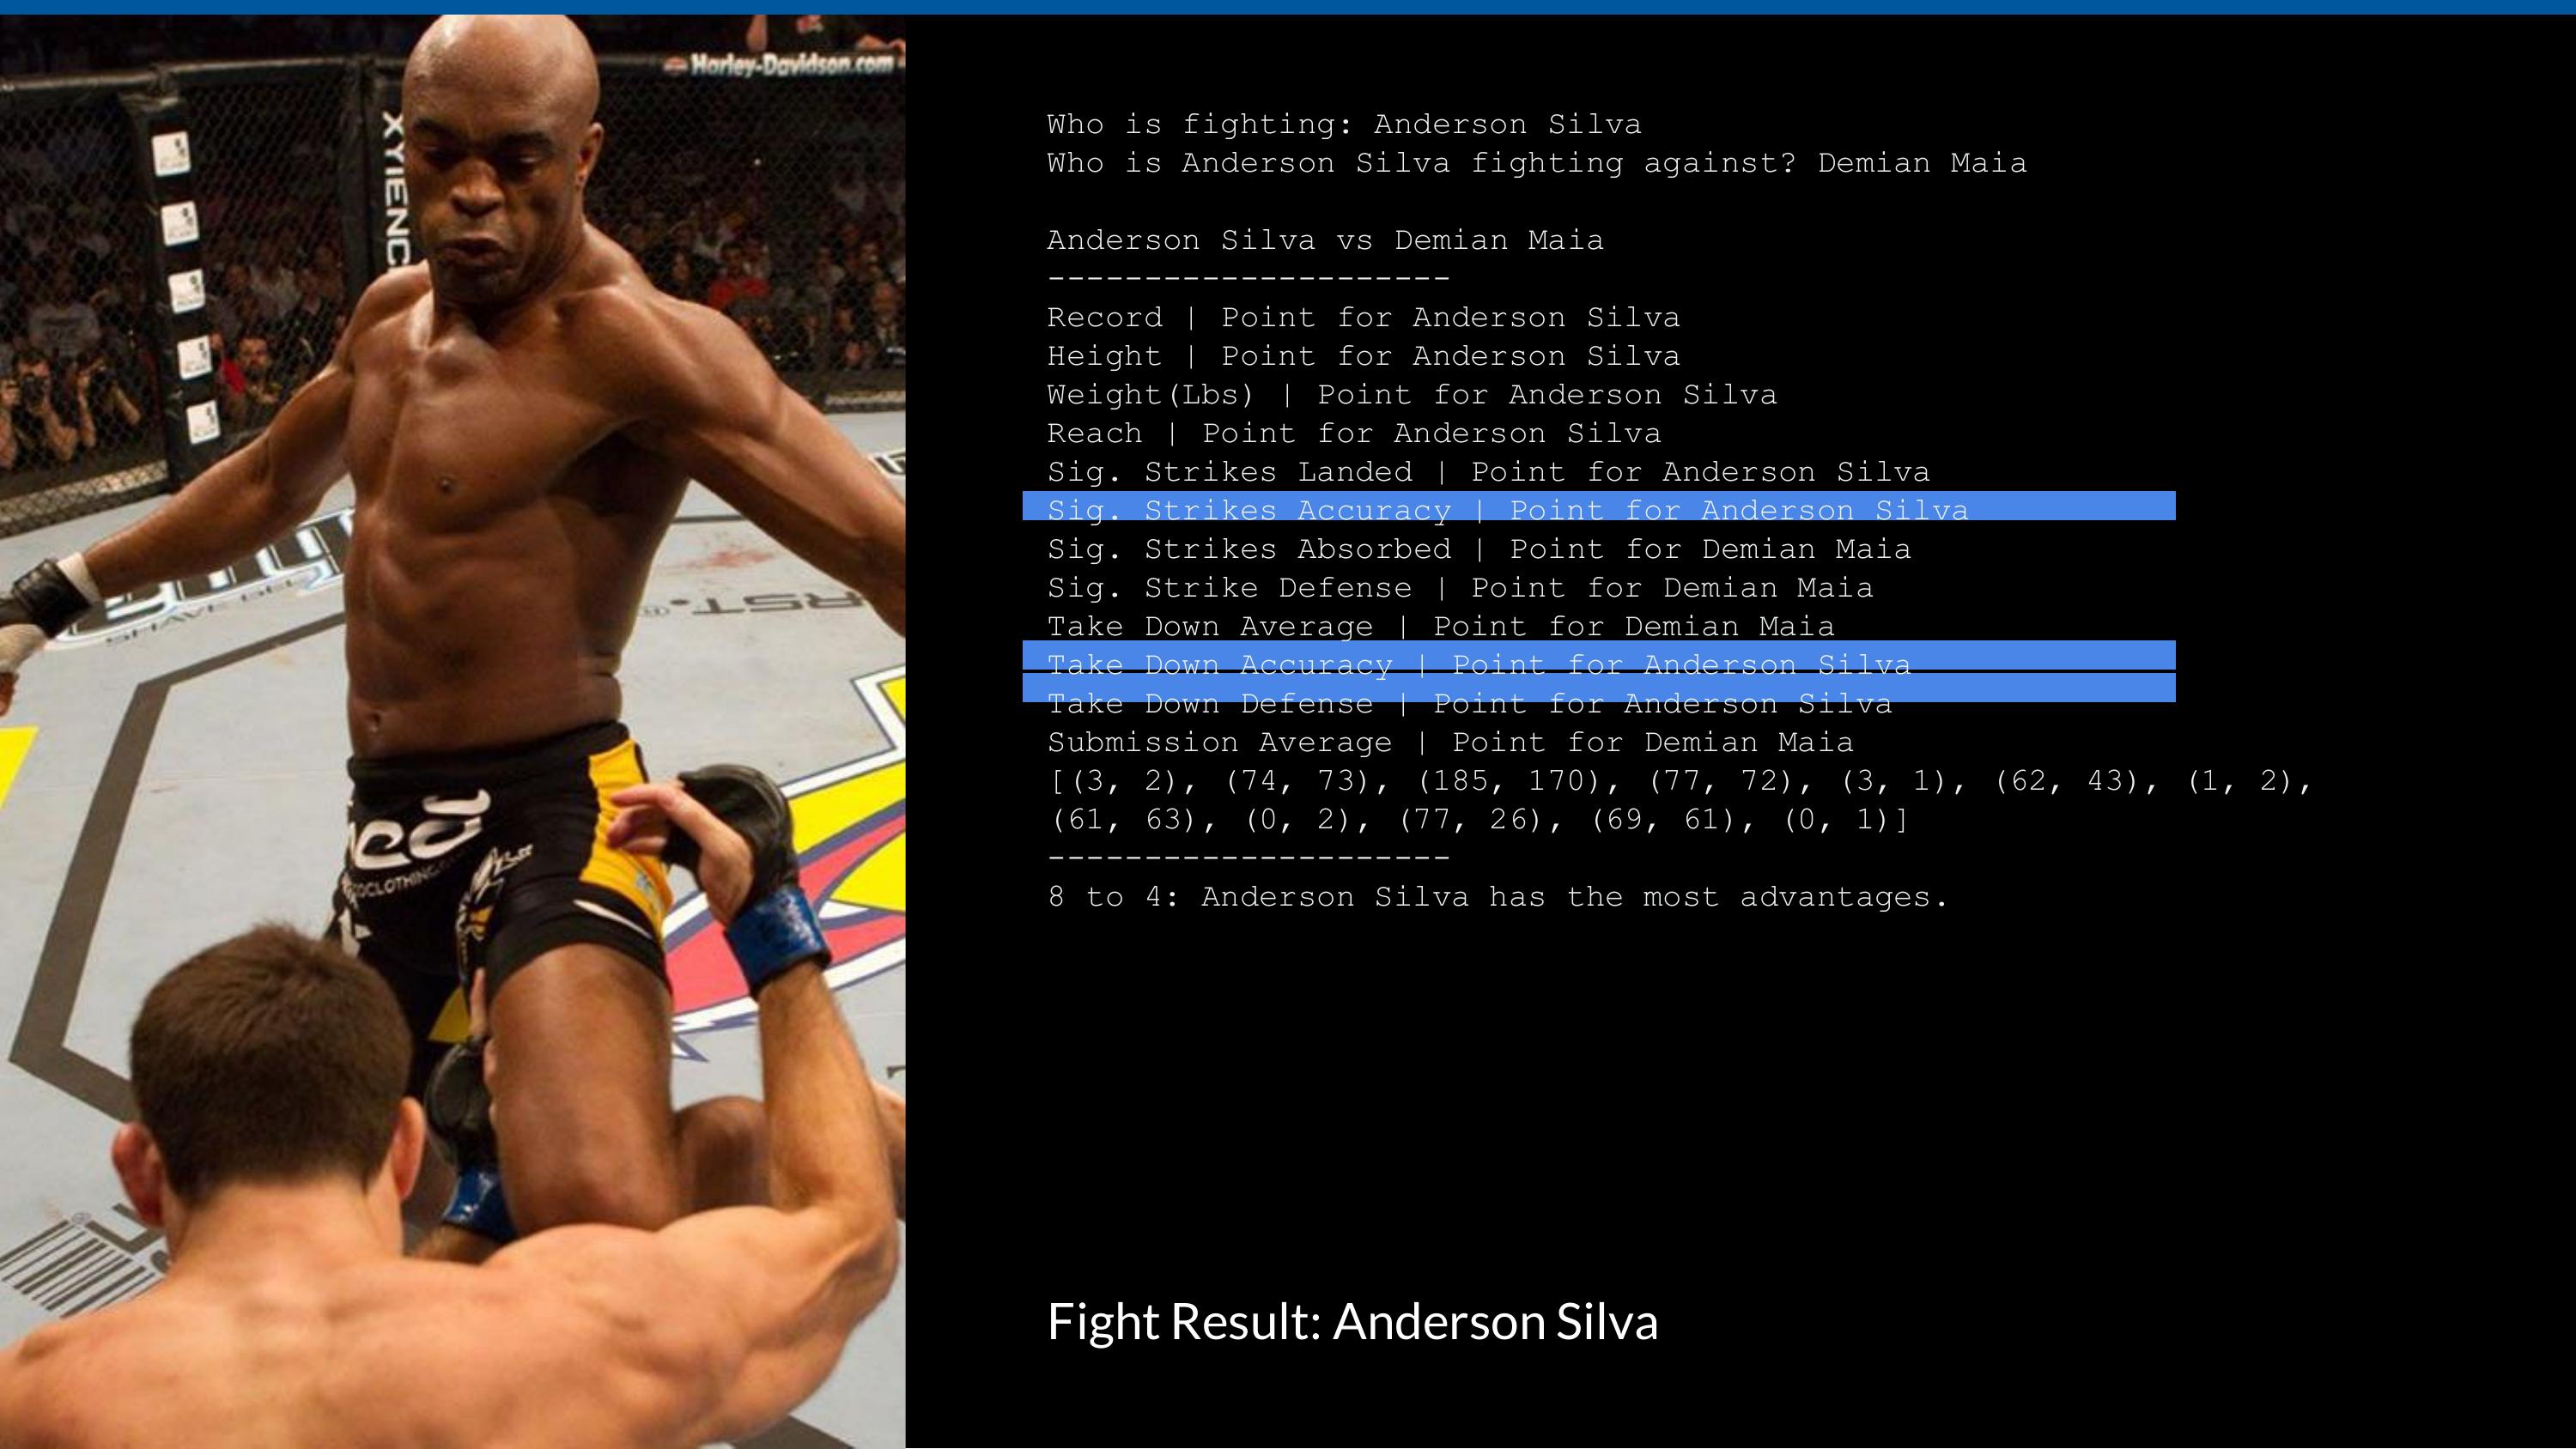 Harley-Davidson.com
XYIENC
SHAVE GEL
RST
COCLOTHING.C
Who is fighting: Anderson Silva
Who is Anderson Silva fighting against? Demian Maia
Anderson Silva vs Demian Maia
---------------------
Record | Point for Anderson Silva
Height | Point for Anderson Silva
Weight(Lbs) | Point for Anderson Silva
Reach | Point for Anderson Silva
Sig. Strikes Landed | Point for Anderson Silva
Sig. Strikes Accuracy | Point for Anderson Silva
Sig. Strikes Absorbed | Point for Demian Maia
Sig. Strike Defense | Point for Demian Maia
Take Down Average | Point for Demian Maia
Take Down Accuracy | Point for Anderson Silva
Take Down Defense | Point for Anderson Silva
Submission Average | Point for Demian Maia
[(3, 2), (74, 73), (185, 170), (77, 72), (3, 1), (62, 43), (1, 2),
(61, 63), (0, 2), (77, 26), (69, 61), (0, 1)]
---------------------
8 to 4: Anderson Silva has the most advantages.
Fight Result: Anderson Silva